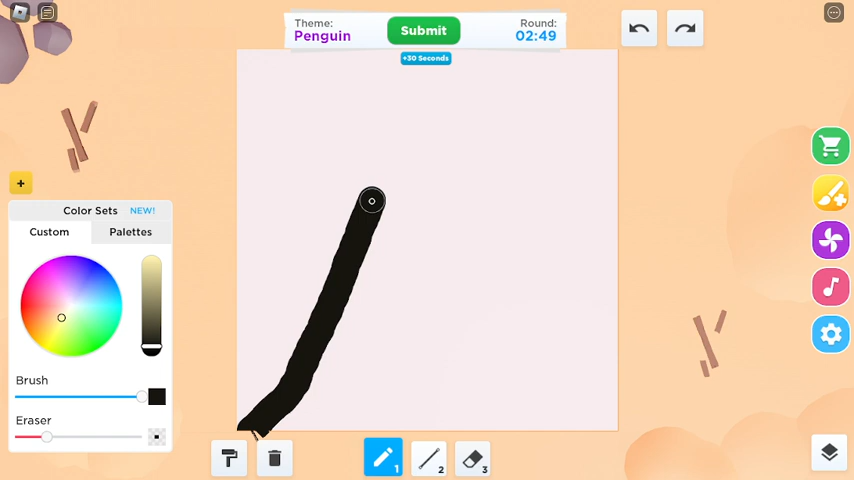 Theme:
Penguin
Submit
Round:
02:49
+30 Seconds
+
Color Sets NEW!
Custom Palettes
Brush
Eraser
1
2
3